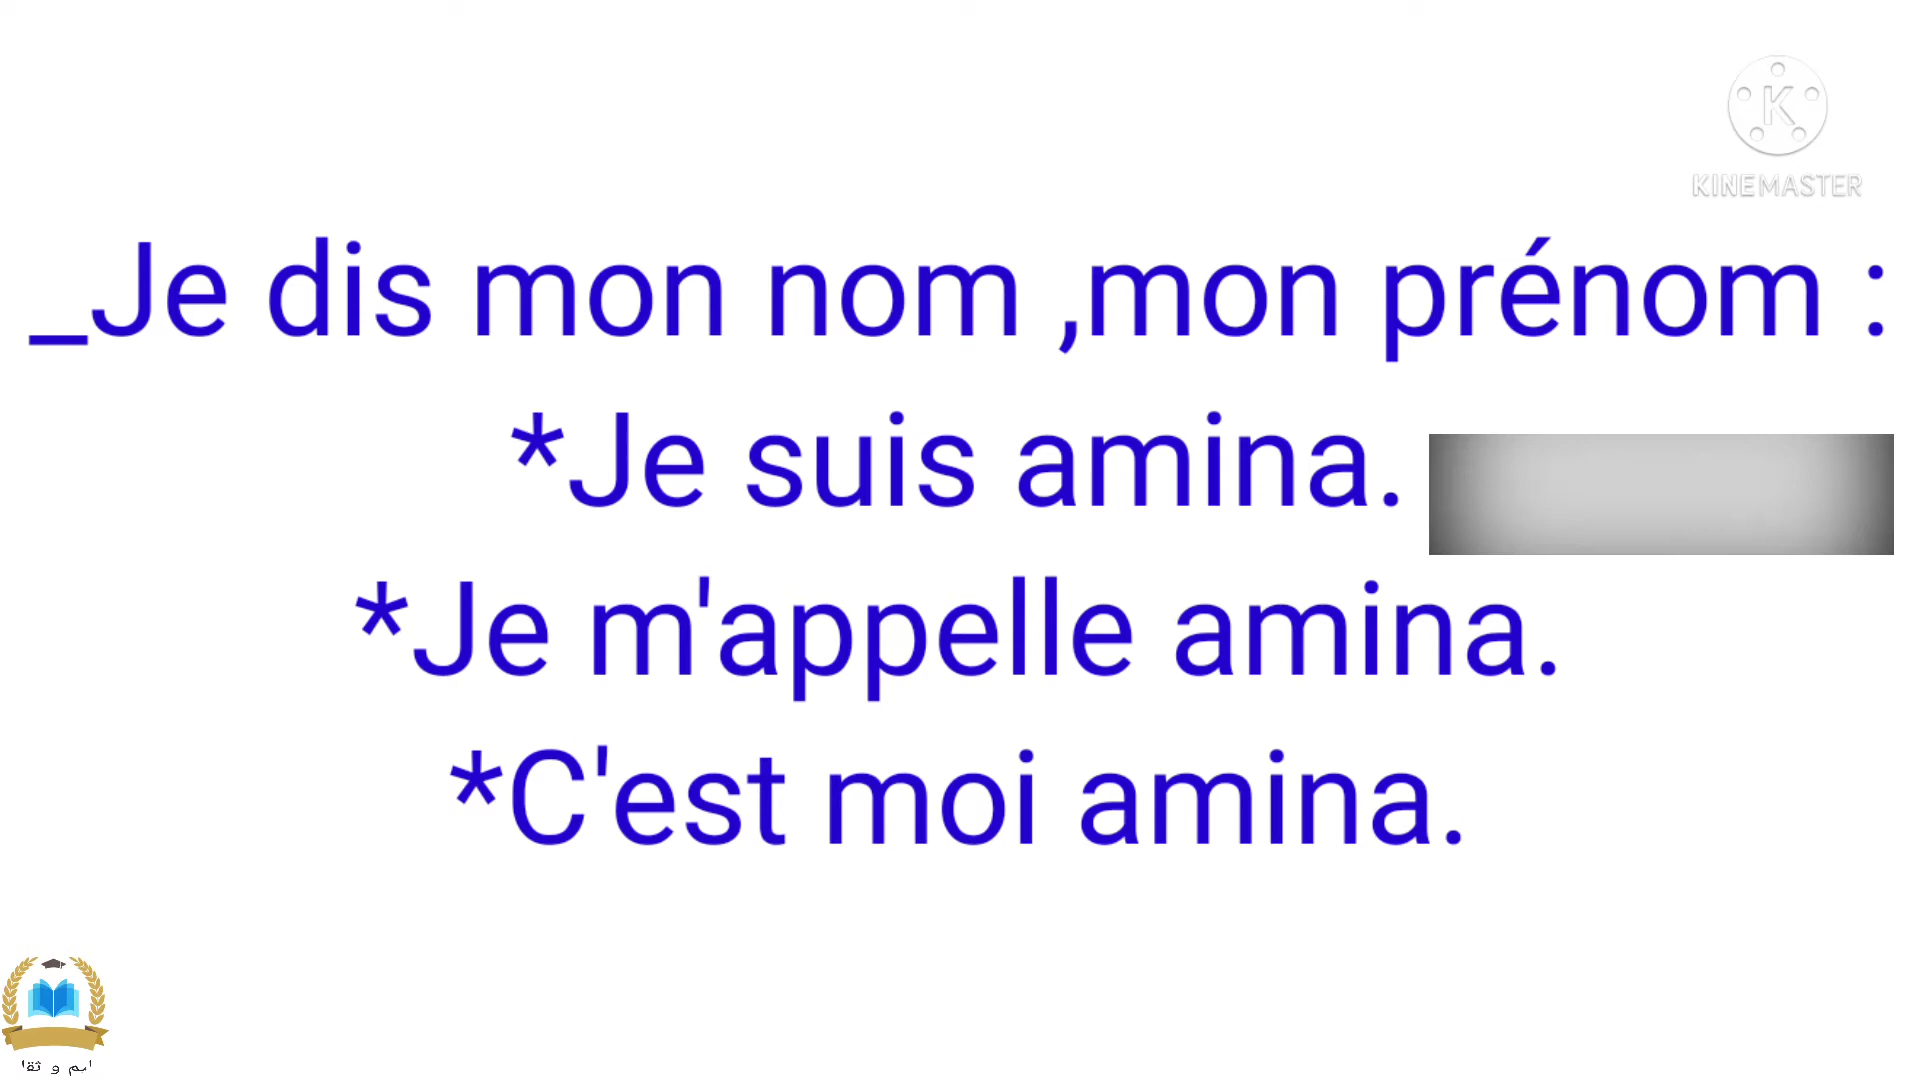 KINEMASTER
_Je dis mon nom ,mon prénom :
*Je suis amina.
*Je m'appelle amina.
*C'est moi amina.